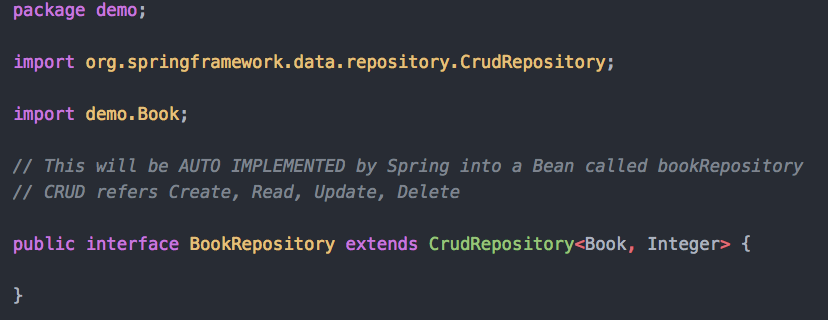 package demo;
import org.springframework.data.repository.CrudRepository;
import demo.Book;
// This will be AUTO IMPLEMENTED by Spring into a Bean called bookRepository
// CRUD refers Create, Read, Update, Delete
public interface BookRepository extends CrudRepository<Book, Integer> {
}